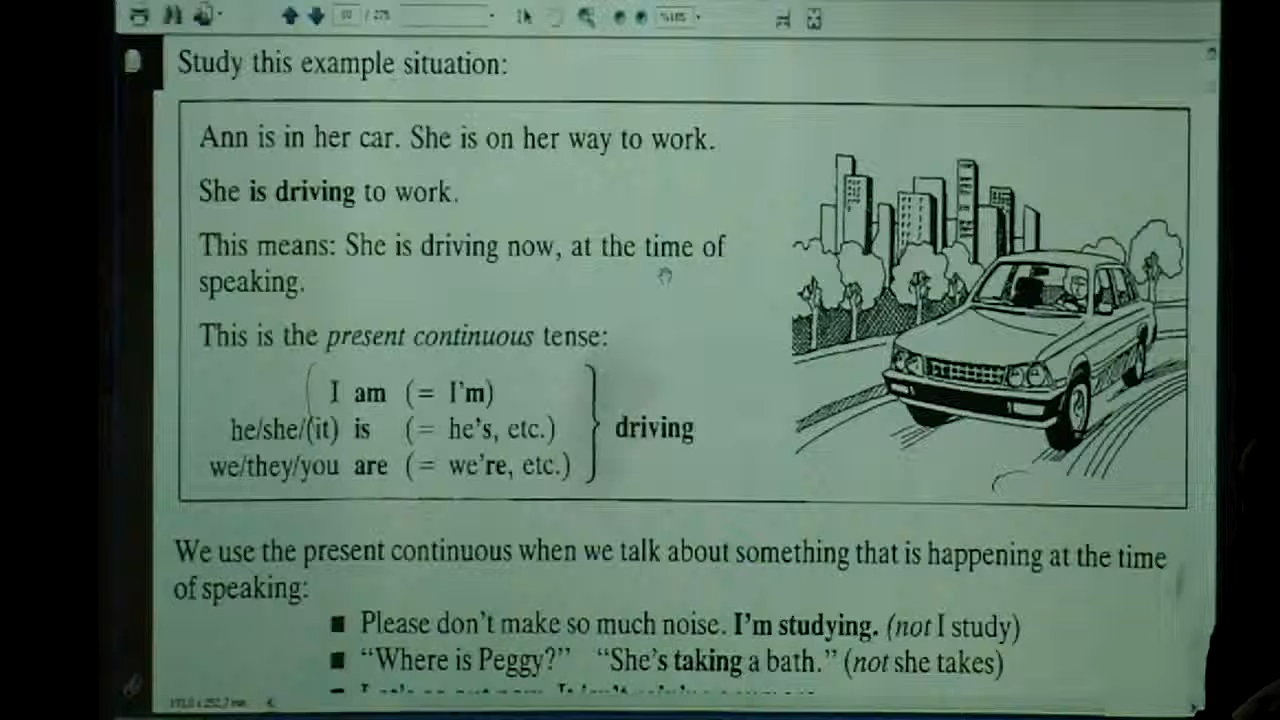 / 275
Study this example situation:
Ann is in her car. She is on her way to work.
She is driving to work.
This means: She is driving now, at the time of
speaking.
This is the present continuous tense:
I am (= I'm)
he/she/(it) is (= he's, etc.) driving
we/they/you are (= we're, etc.)
We use the present continuous when we talk about something that is happening at the time
of speaking:
■ Please don't make so much noise. I'm studying. (not I study)
■ "Where is Peggy?" "She's taking a bath." (not she takes)